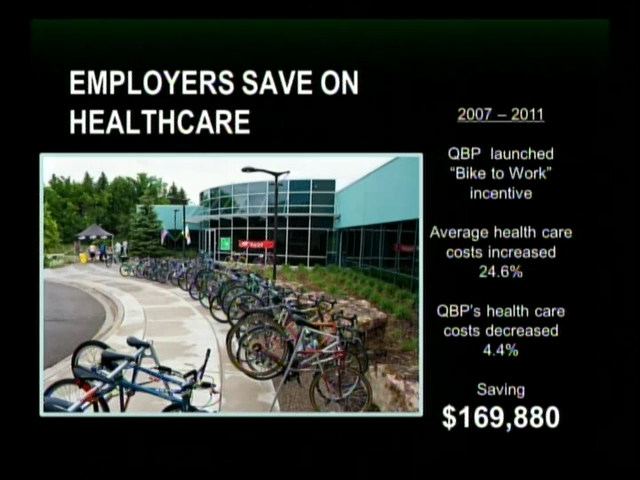 EMPLOYERS SAVE ON
HEALTHCARE
2007 – 2011
QBP launched
“Bike to Work”
incentive
Average health care
costs increased
24.6%
QBP’s health care
costs decreased
4.4%
Saving
$169,880